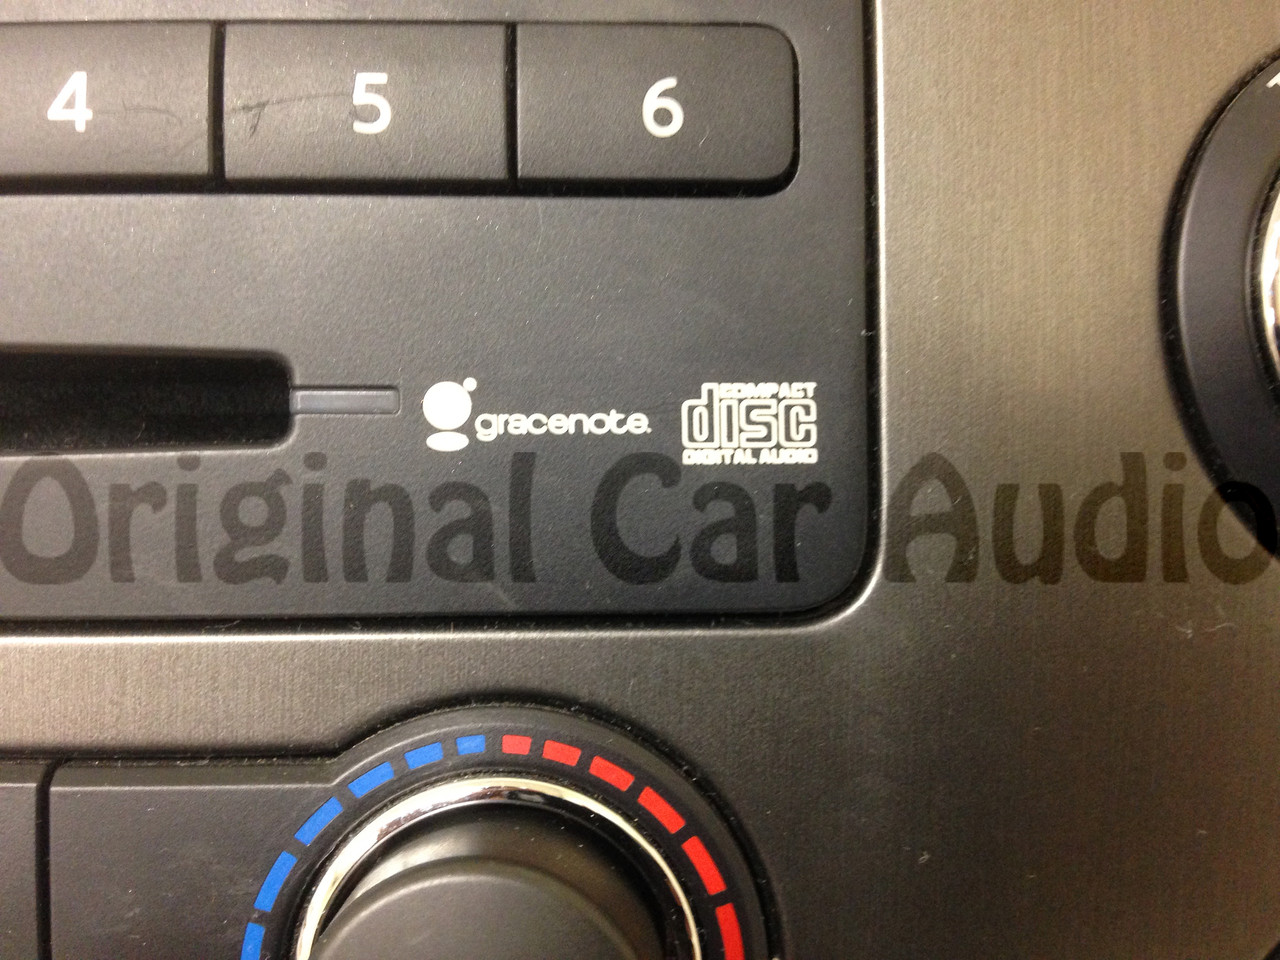 4 5 6
gracenote.
COMPACT
disc
DIGITAL AUDIO
Original Car Audio